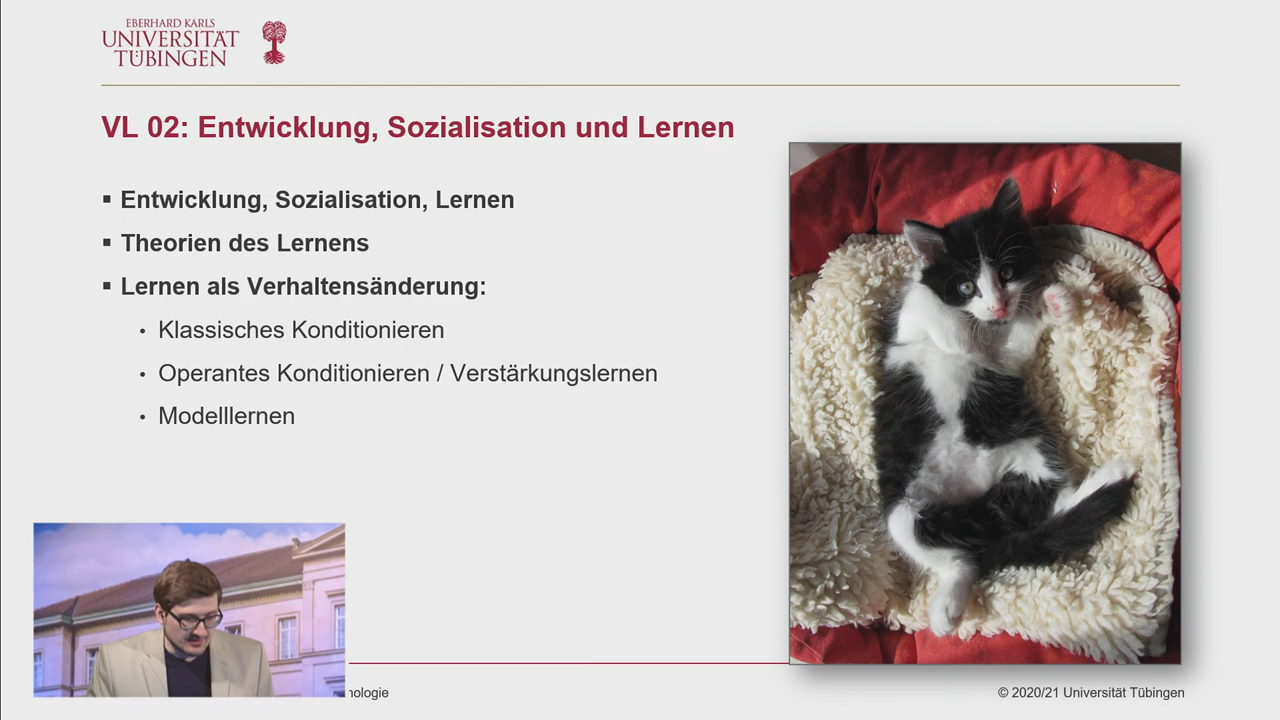 EBERHARD KARLS
UNIVERSITÄT
TÜBINGEN
VL 02: Entwicklung, Sozialisation und Lernen
▪ Entwicklung, Sozialisation, Lernen
▪ Theorien des Lernens
▪ Lernen als Verhaltensänderung:
• Klassisches Konditionieren
• Operantes Konditionieren / Verstärkungslernen
• Modelllernen
© 2020/21 Universität Tübingen